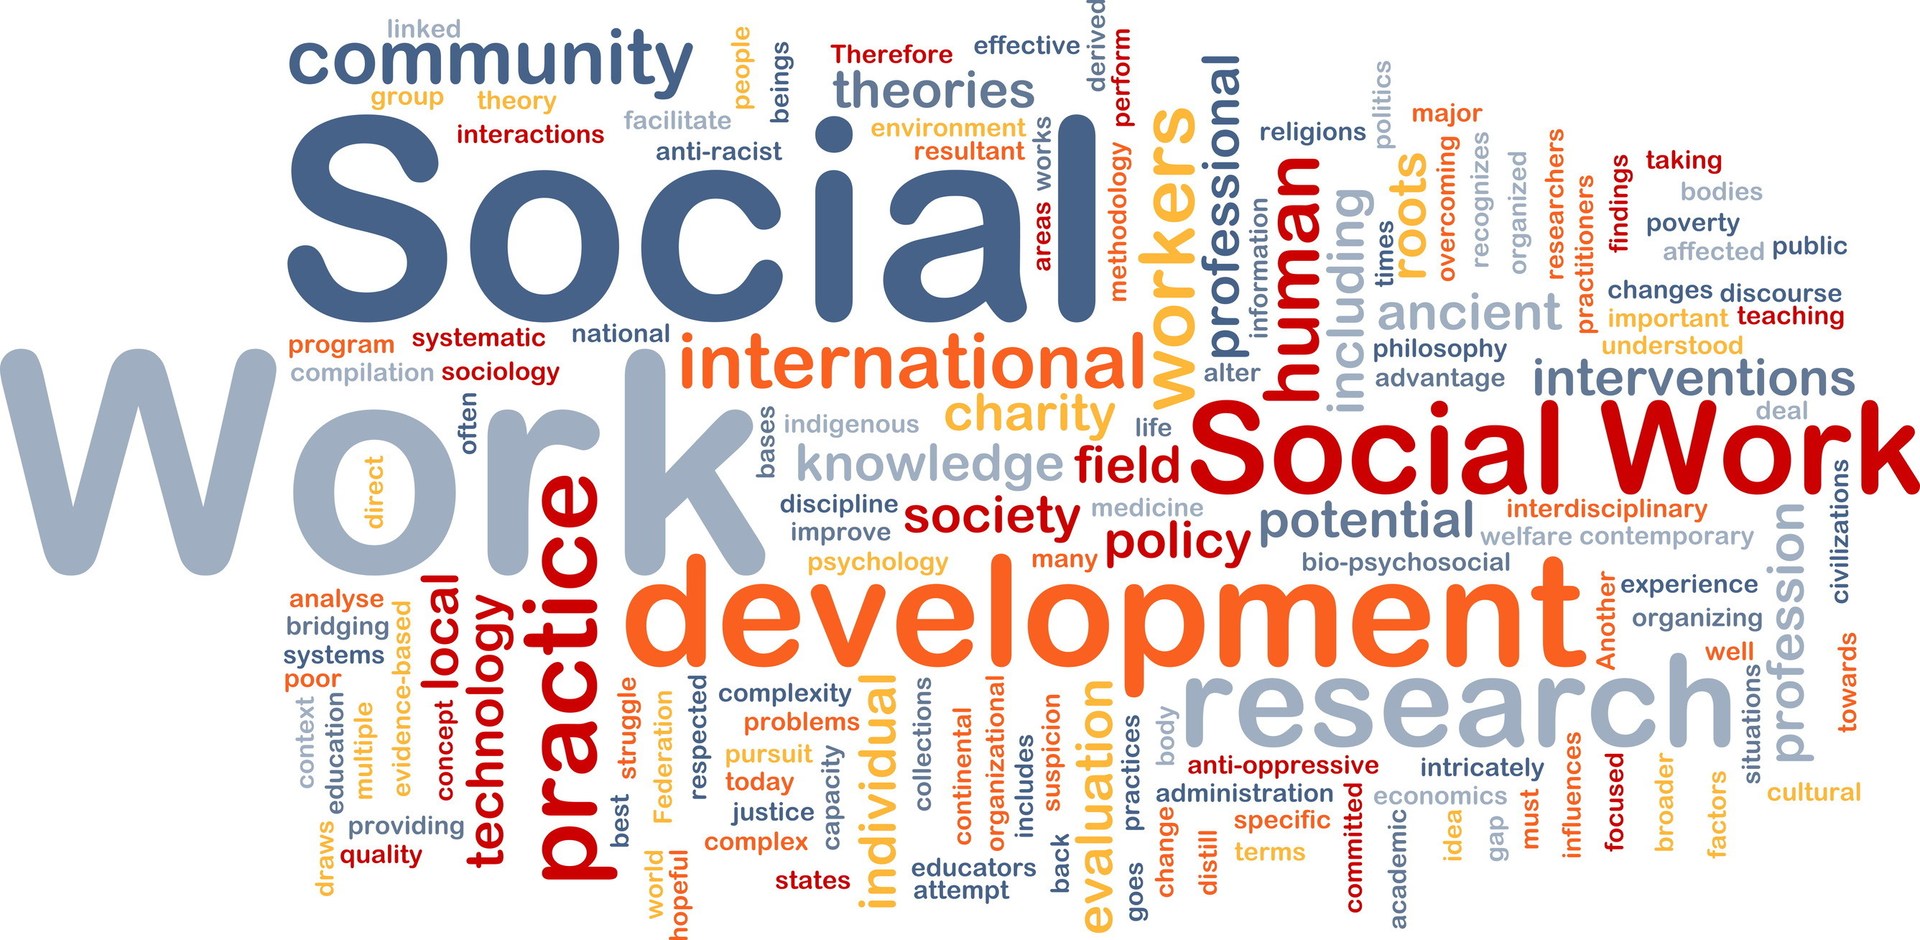 linked
community
group
theory
people
beings
interactions
facilitate
anti-racist
Therefore
effective
derived
perform
theories
environment
resultant
Social
works
areas
methodology
workers
professional
information
religions
politics
human
including
times
roots
major
overcoming
recognizes
organized
researchers
practitioners
findings
taking
bodies
poverty
affected
public
changes
discourse
important
teaching
understood
ancient
philosophy
advantage
alter
interventions
deal
program
systematic
national
compilation
sociology
international
Work
often
direct
bases
indigenous
charity
life
knowledge
field
Social Work
discipline
society
medicine
improve
policy
potential
interdisciplinary
welfare
contemporary
psychology
many
bio-psychosocial
civilizations
profession
practice
development
Another
experience
organizing
well
towards
situations
research
analyse
bridging
systems
poor
evidence-based
local
technology
context
education
multiple
concept
draws
providing
quality
struggle
best
Federation
respected
world
hopeful
complexity
problems
pursuit
today
justice
complex
capacity
states
individual
collections
continental
organizational
includes
suspicion
educators
attempt
back
evaluation
practices
goes
body
change
distill
anti-oppressive
intricately
administration
economics
specific
terms
committed
academic
idea
gap
must
influences
focused
broader
factors
cultural